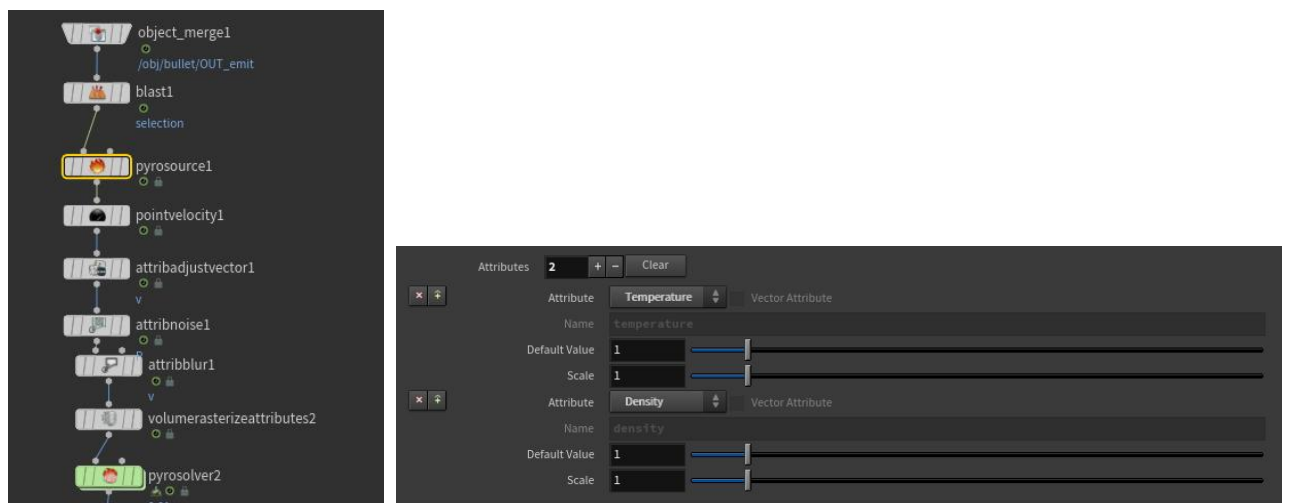 object_merge1
/obj/bullet/OUT_emit
blast1
selection
pyrosource1
pointvelocity1
attribadjustvector1
v
attribnoise1
attribblur1
v
volumerasterizeattributes2
pyrosolver2
Attributes 2 + − Clear
Attribute Temperature Vector Attribute
Name temperature
Default Value 1
Scale 1
Attribute Density Vector Attribute
Name density
Default Value 1
Scale 1